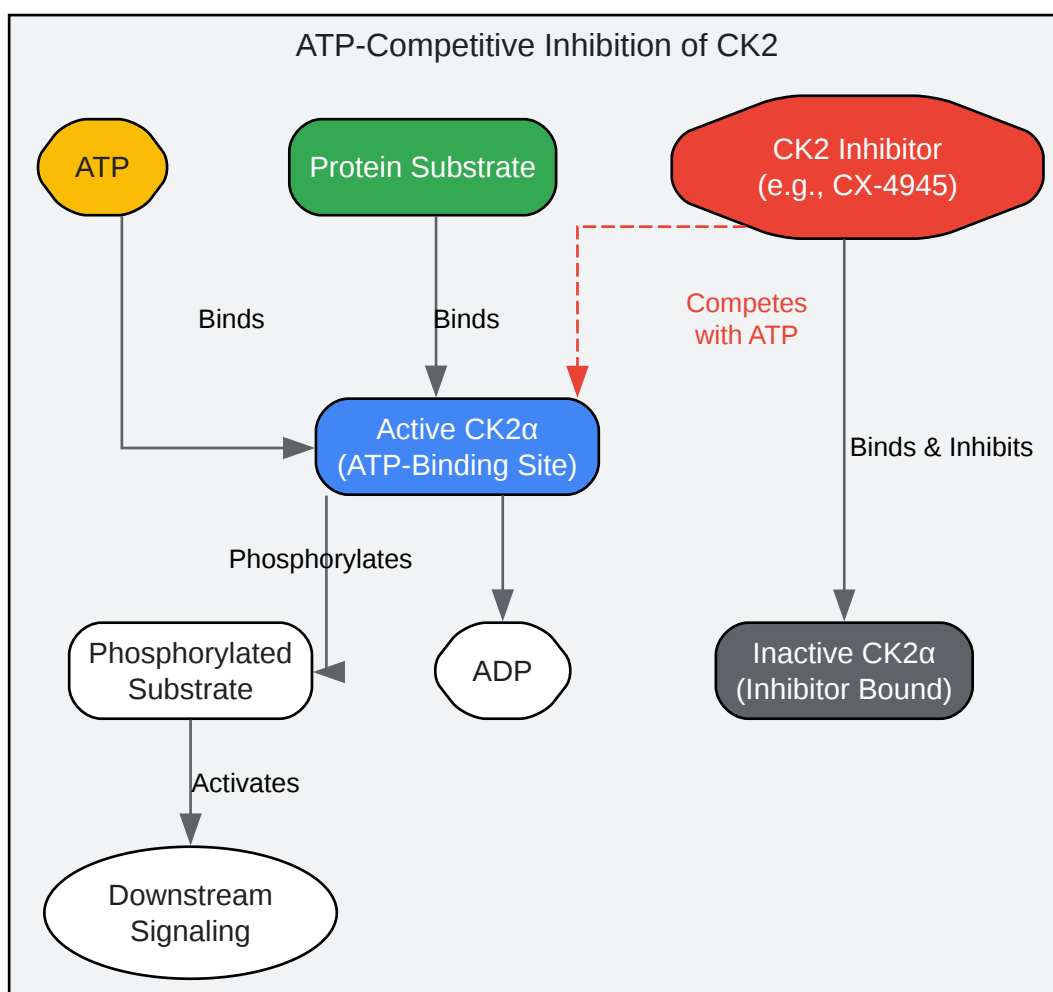 ATP-Competitive Inhibition of CK2
ATP
Protein Substrate
CK2 Inhibitor
(e.g., CX-4945)
Binds
Binds
Competes
with ATP
Active CK2α
(ATP-Binding Site)
Binds & Inhibits
Phosphorylates
Phosphorylated
Substrate
ADP
Inactive CK2α
(Inhibitor Bound)
Activates
Downstream
Signaling